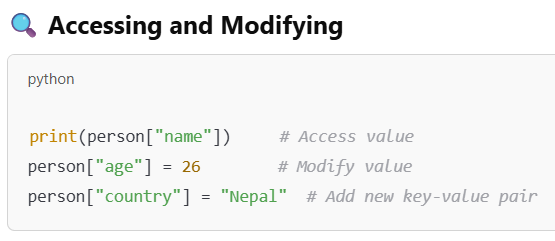 🔍 Accessing and Modifying
python
print(person["name"])     # Access value
person["age"] = 26        # Modify value
person["country"] = "Nepal"  # Add new key-value pair